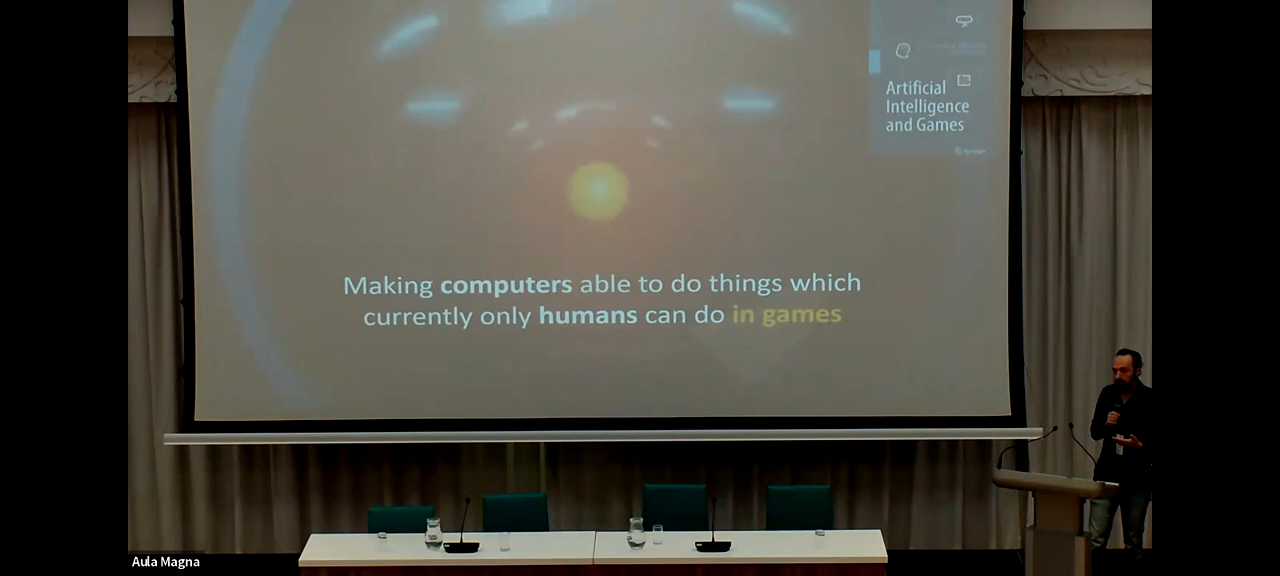 Artificial
Intelligence
and Games
Springer
Making computers able to do things which
currently only humans can do in games
Aula Magna